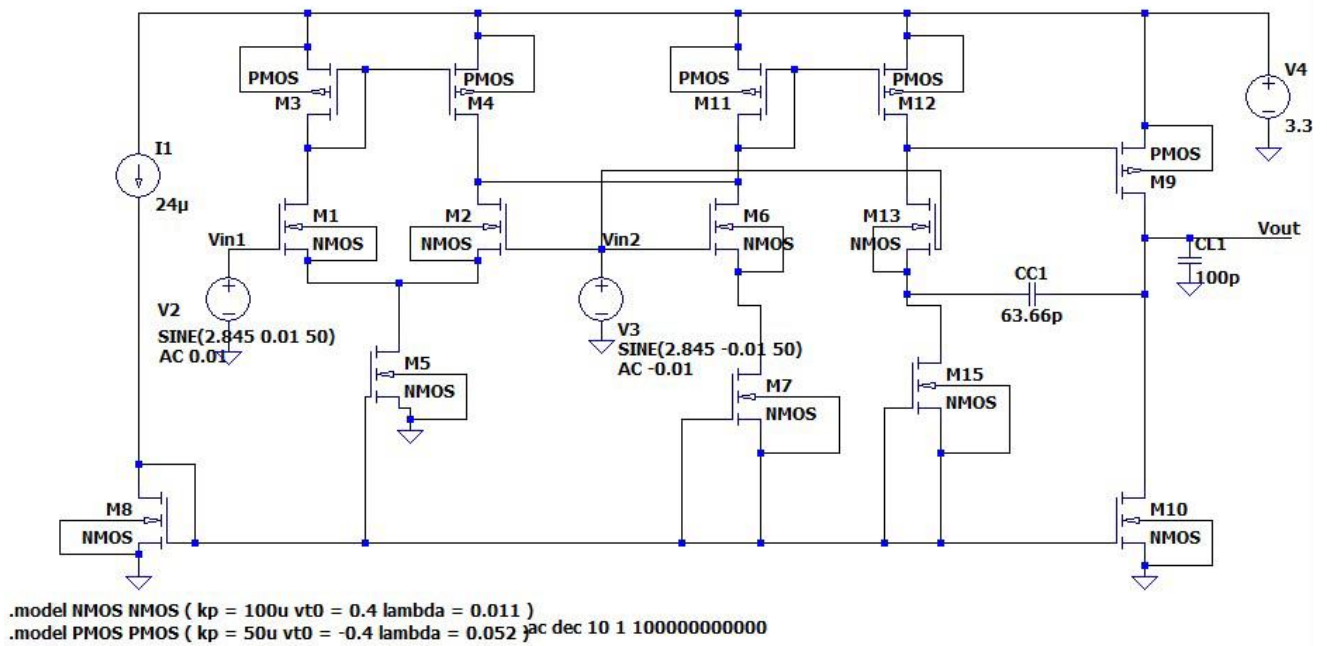 PMOS
M3
PMOS
M4
PMOS
M11
PMOS
M12
V4
3.3
I1
24µ
PMOS
M9
M1
NMOS
M2
NMOS
M6
NMOS
M13
NMOS
Vin1
Vin2
Vout
CL1
100p
CC1
63.66p
V2
SINE(2.845 0.01 50)
AC 0.01
V3
SINE(2.845 -0.01 50)
AC -0.01
M5
NMOS
M7
NMOS
M15
NMOS
M8
NMOS
M10
NMOS
.model NMOS NMOS ( kp = 100u vt0 = 0.4 lambda = 0.011 )
.model PMOS PMOS ( kp = 50u vt0 = -0.4 lambda = 0.052 )
.ac dec 10 1 100000000000